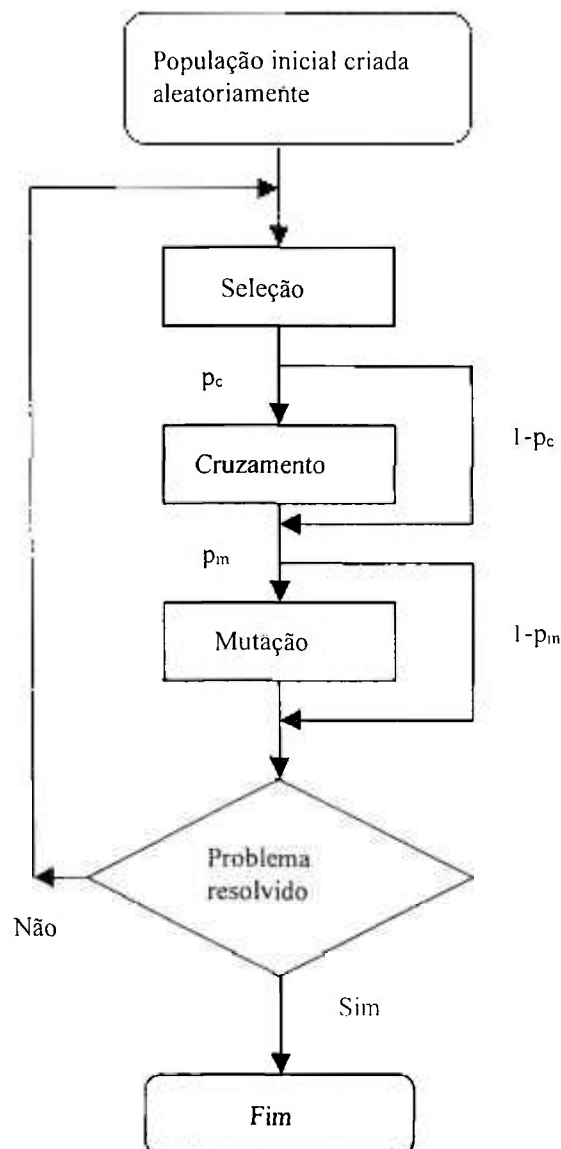 População inicial criada
aleatoriamente
Seleção
pc
1-pc
Cruzamento
pm
1-pm
Mutação
Problema
resolvido
Não
Sim
Fim